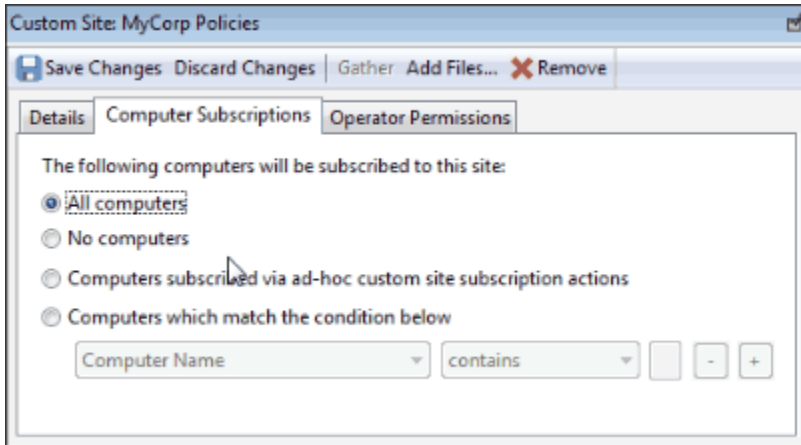 Custom Site: MyCorp Policies
Save Changes Discard Changes Gather Add Files... Remove
Details Computer Subscriptions Operator Permissions
The following computers will be subscribed to this site:
All computers
No computers
Computers subscribed via ad-hoc custom site subscription actions
Computers which match the condition below
Computer Name contains - +